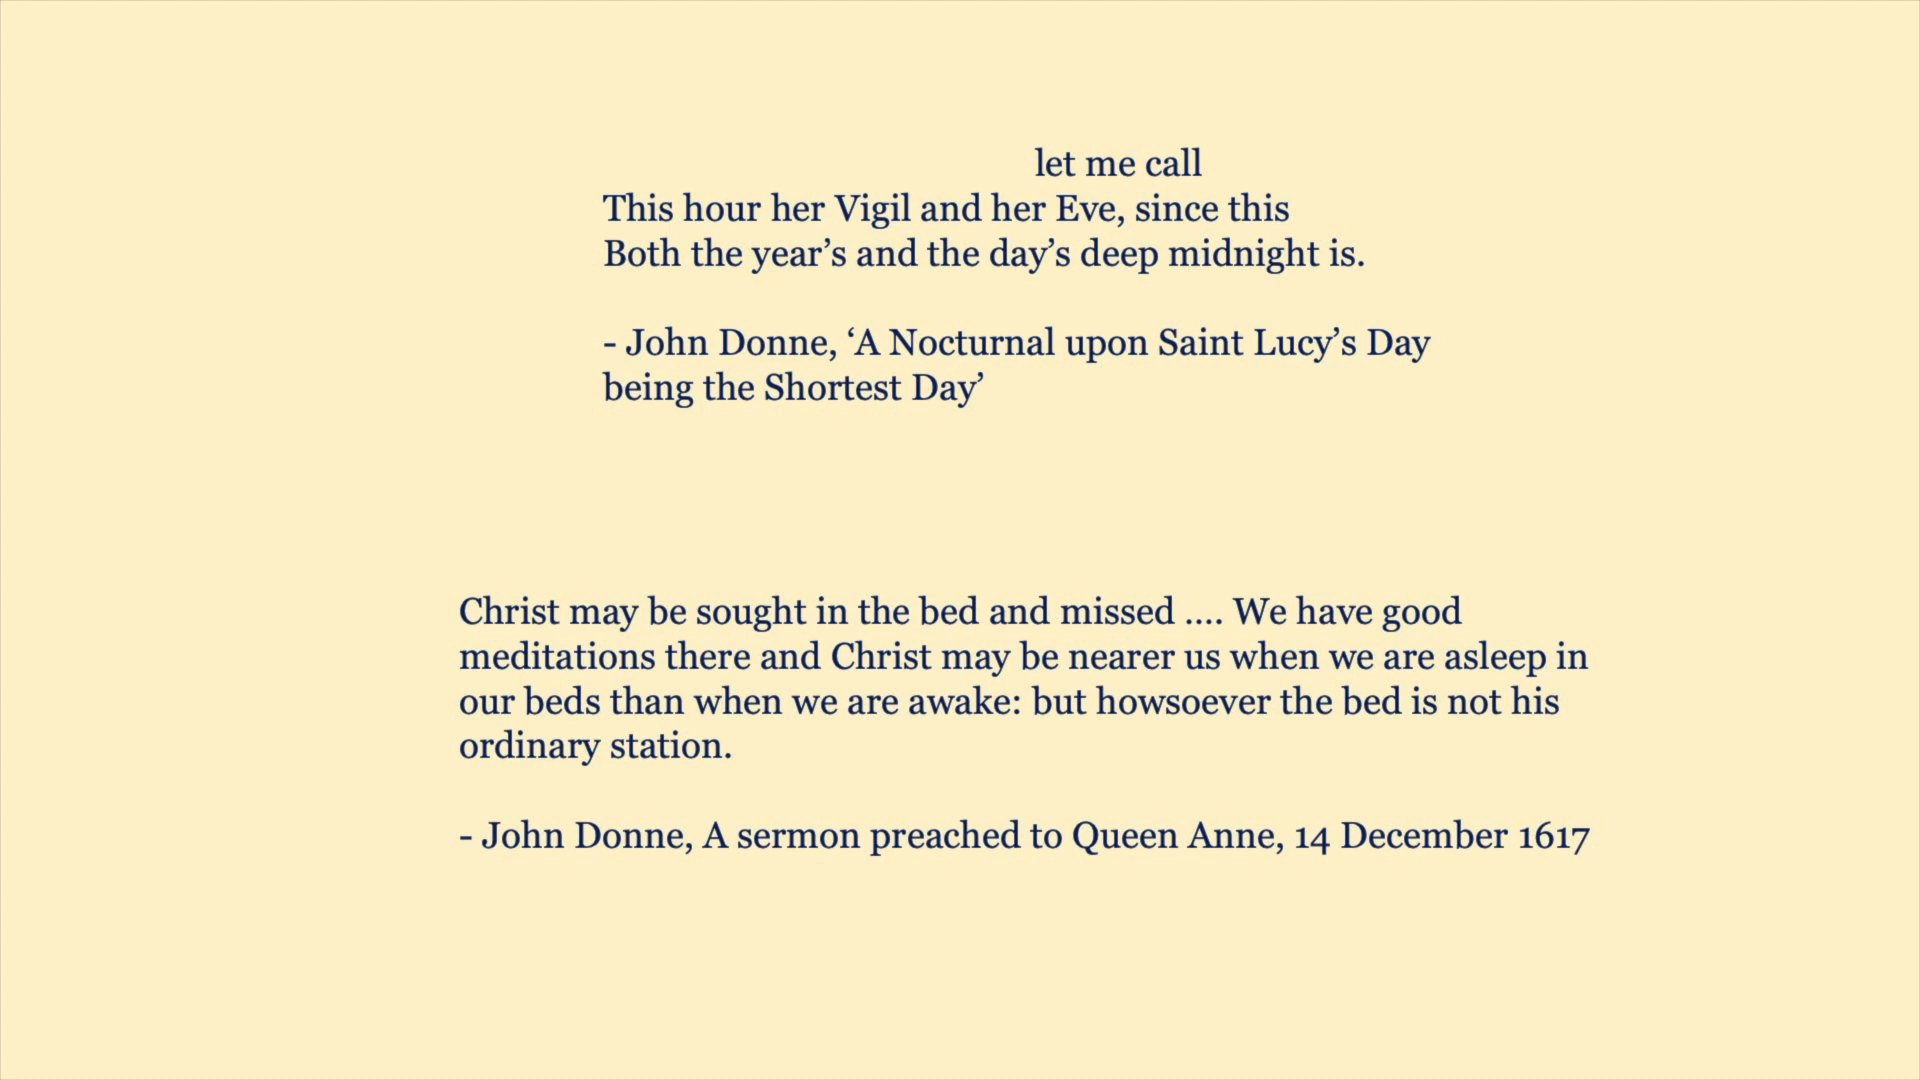 let me call
This hour her Vigil and her Eve, since this
Both the year’s and the day’s deep midnight is.
- John Donne, ‘A Nocturnal upon Saint Lucy’s Day
being the Shortest Day’
Christ may be sought in the bed and missed .... We have good
meditations there and Christ may be nearer us when we are asleep in
our beds than when we are awake: but howsoever the bed is not his
ordinary station.
- John Donne, A sermon preached to Queen Anne, 14 December 1617